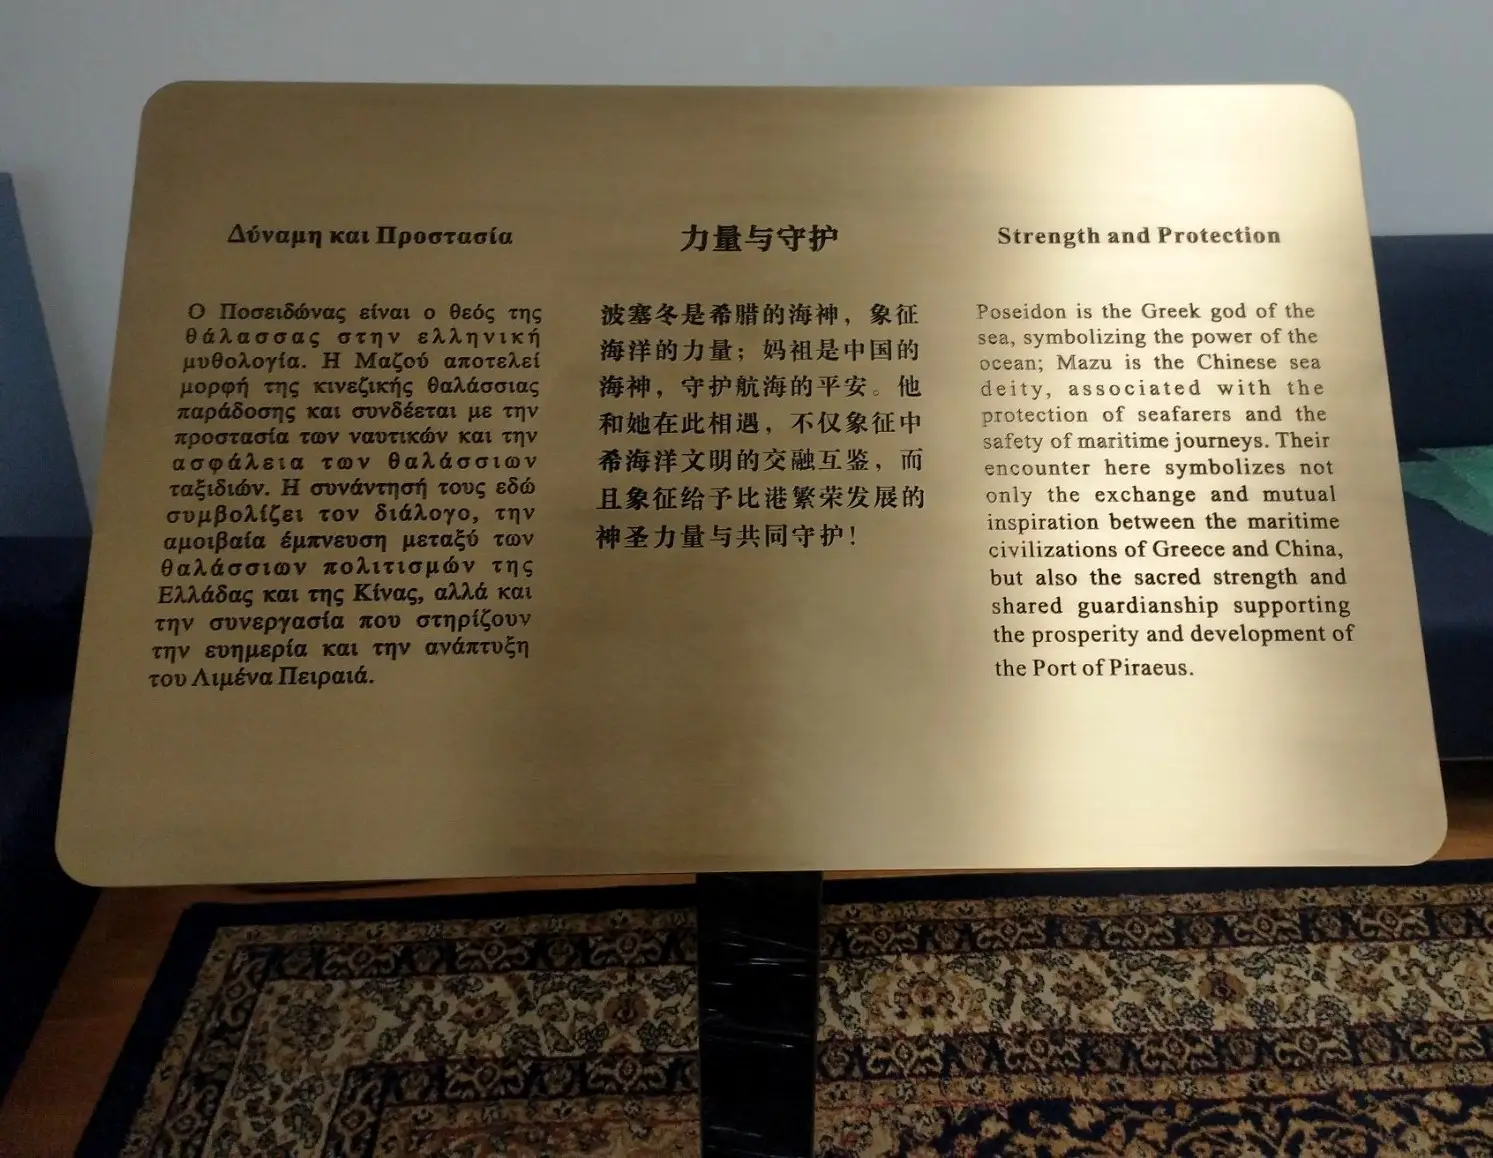 Δύναμη και Προστασία
Ο Ποσειδώνας είναι ο θεός της
θάλασσας στην ελληνική
μυθολογία. Η Μαζού αποτελεί
μορφή της κινεζικής θαλάσσιας
παράδοσης και συνδέεται με την
προστασία των ναυτικών και την
ασφάλεια των θαλάσσιων
ταξιδιών. Η συνάντησή τους εδώ
συμβολίζει τον διάλογο, την
αμοιβαία έμπνευση μεταξύ των
θαλάσσιων πολιτισμών της
Ελλάδας και της Κίνας, αλλά και
την συνεργασία που στηρίζουν
την ευημερία και την ανάπτυξη
του Λιμένα Πειραιά.
力量与守护
波塞冬是希腊的海神，象征
海洋的力量；妈祖是中国的
海神，守护航海的平安。他
和她在此相遇，不仅象征中
希海洋文明的交融互鉴，而
且象征给予比港繁荣发展的
神圣力量与共同守护！
Strength and Protection
Poseidon is the Greek god of the
sea, symbolizing the power of the
ocean; Mazu is the Chinese sea
deity, associated with the
protection of seafarers and the
safety of maritime journeys. Their
encounter here symbolizes not
only the exchange and mutual
inspiration between the maritime
civilizations of Greece and China,
but also the sacred strength and
shared guardianship supporting
the prosperity and development of
the Port of Piraeus.